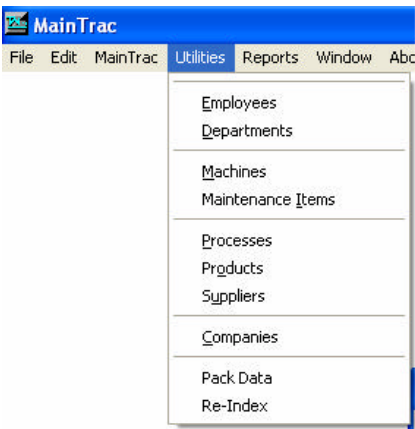 MainTrac
File Edit MainTrac Utilities Reports Window
Employees
Departments
Machines
Maintenance Items
Processes
Products
Suppliers
Companies
Pack Data
Re-Index